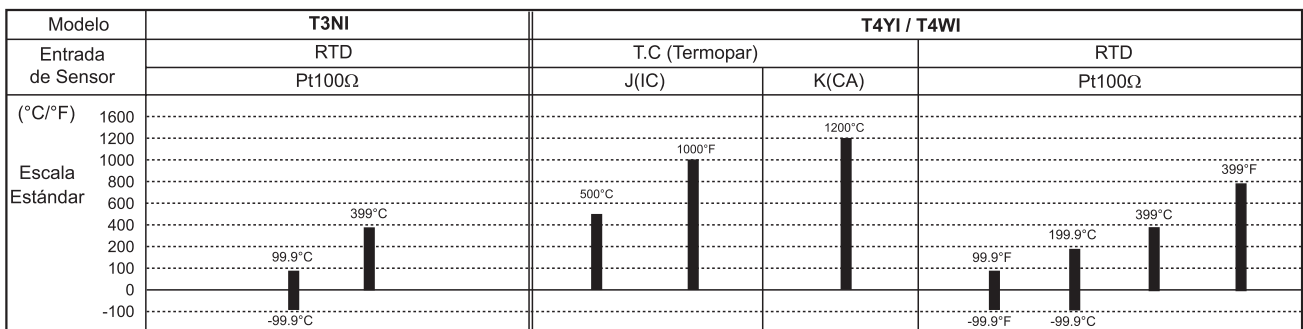 Modelo T3NI T4YI / T4WI
Entrada de Sensor RTD T.C (Termopar) RTD
Pt100Ω J(IC) K(CA) Pt100Ω
(°C/°F)
Escala Estándar
1600
1200 1200°C
1000 1000°F
800 399°F
600 500°C
400 399°C 399°C
200 199.9°C
100 99.9°C 99.9°F
0
-100
-99.9°C -99.9°F -99.9°C